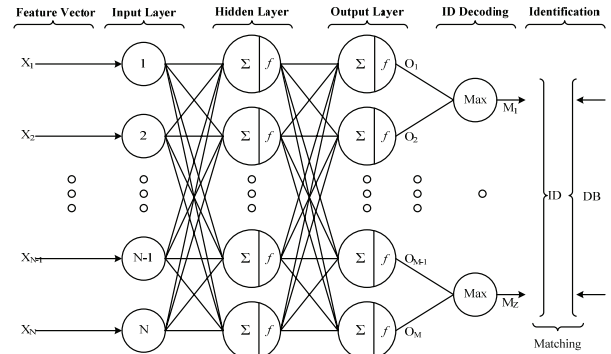 Feature Vector Input Layer Hidden Layer Output Layer ID Decoding Identification
X1 1 Σ f Σ f O1
Max M1
X2 2 Σ f Σ f O2
ID DB
XN-1 N-1 Σ f Σ f OM-1
Max MZ
XN N Σ f Σ f OM
Matching